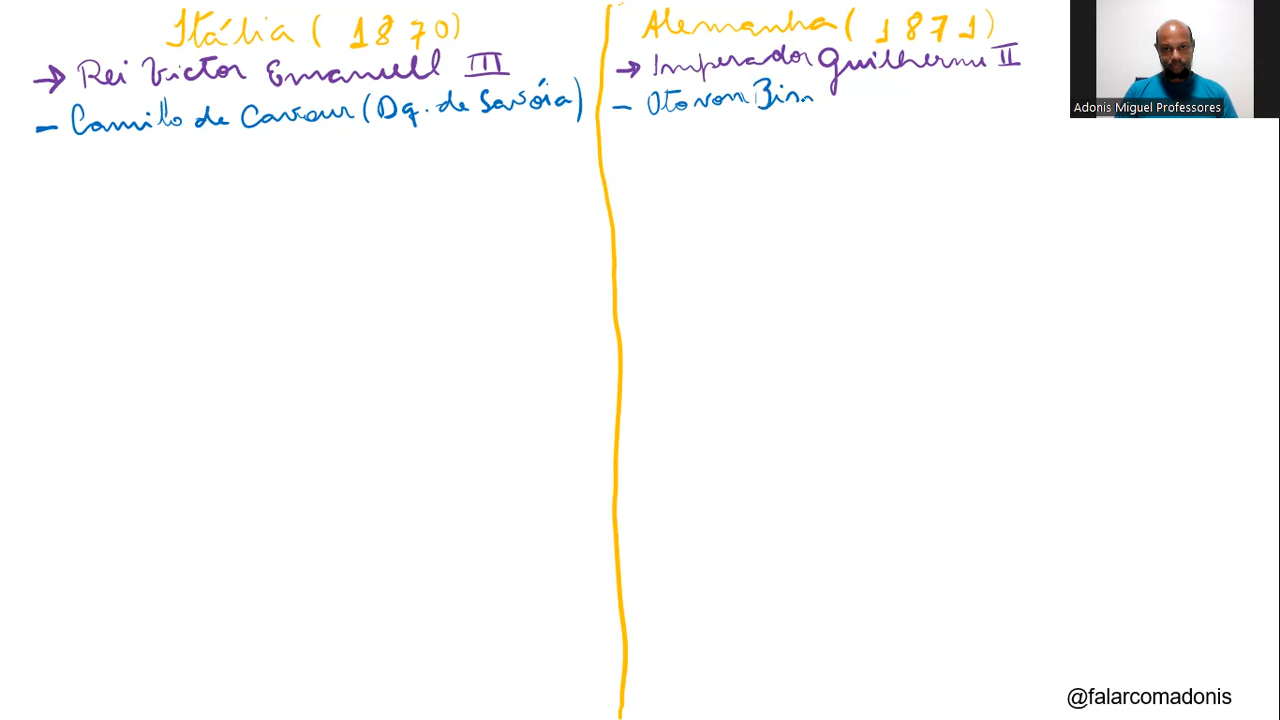 Itália ( 1870)
→ Rei Victor Emanuell III
- Camillo de Cavour (Dq. de Savóia)
Alemanha ( 1871)
→ Imperador Guilherme II
- Oto von Bism
Adonis Miguel Professores
@falarcomadonis